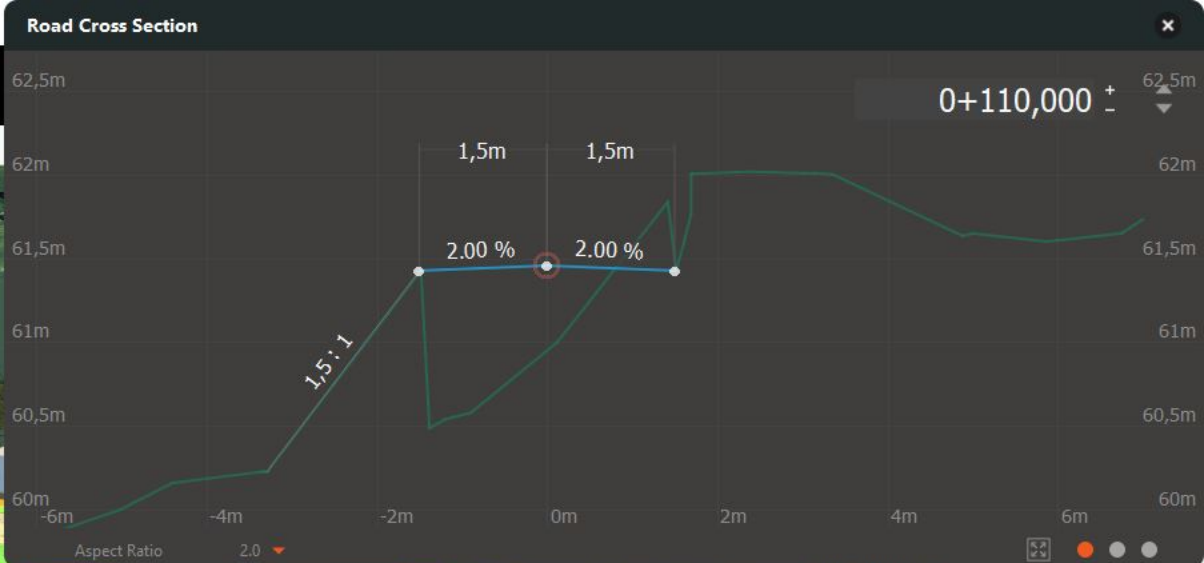 Road Cross Section
62,5m
0+110,000 + 62,5m
−
1,5m 1,5m
62m 62m
2.00 % 2.00 %
61,5m 61,5m
61m 61m
1,5 : 1
60,5m 60,5m
60m 60m
-6m -4m -2m 0m 2m 4m 6m
Aspect Ratio 2.0